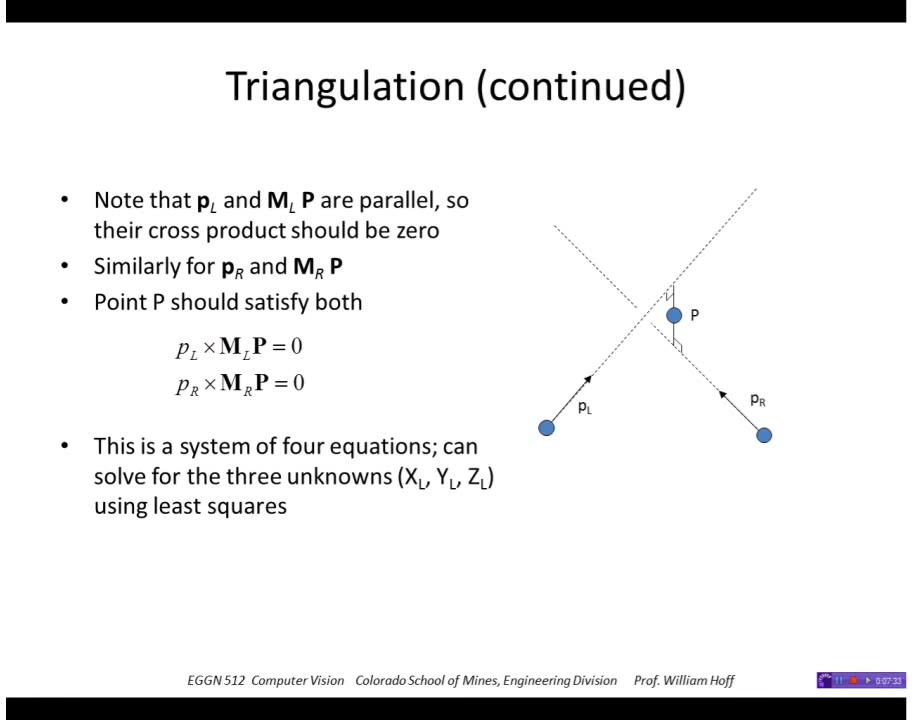 Triangulation (continued)
• Note that p_L and M_L P are parallel, so
their cross product should be zero
• Similarly for p_R and M_R P
• Point P should satisfy both
p_L × M_L P = 0
p_R × M_R P = 0
• This is a system of four equations; can
solve for the three unknowns (X_L, Y_L, Z_L)
using least squares
P
p_L
p_R
EGGN 512 Computer Vision Colorado School of Mines, Engineering Division Prof. William Hoff
0:07:33